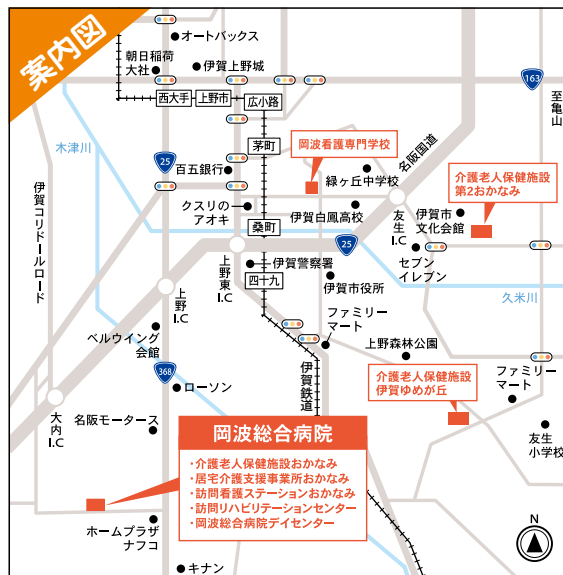 案内図
オートバックス
朝日稲荷
大社
伊賀上野城
163
至亀山
西大手
上野市
広小路
木津川
茅町
岡波看護専門学校
名阪国道
25
百五銀行
緑ヶ丘中学校
介護老人保健施設
第2おかなみ
伊賀コリドールロード
クスリの
アオキ
伊賀白鳳高校
友生
I.C
伊賀市
文化会館
桑町
25
上野東I.C
伊賀警察署
セブン
イレブン
四十九
伊賀市役所
久米川
上野
I.C
ベルウイング
会館
ファミリー
マート
上野森林公園
368
ローソン
伊賀鉄道
介護老人保健施設
伊賀ゆめが丘
ファミリー
マート
大内
I.C
名阪モータース
友生
小学校
岡波総合病院
・介護老人保健施設おかなみ
・居宅介護支援事業所おかなみ
・訪問看護ステーションおかなみ
・訪問リハビリテーションセンター
・岡波総合病院デイセンター
ホームプラザ
ナフコ
キナン
N